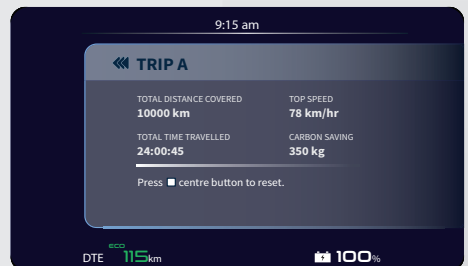 9:15 am
TRIP A
TOTAL DISTANCE COVERED
10000 km
TOP SPEED
78 km/hr
TOTAL TIME TRAVELLED
24:00:45
CARBON SAVING
350 kg
Press centre button to reset.
ECO
DTE 115km
100%